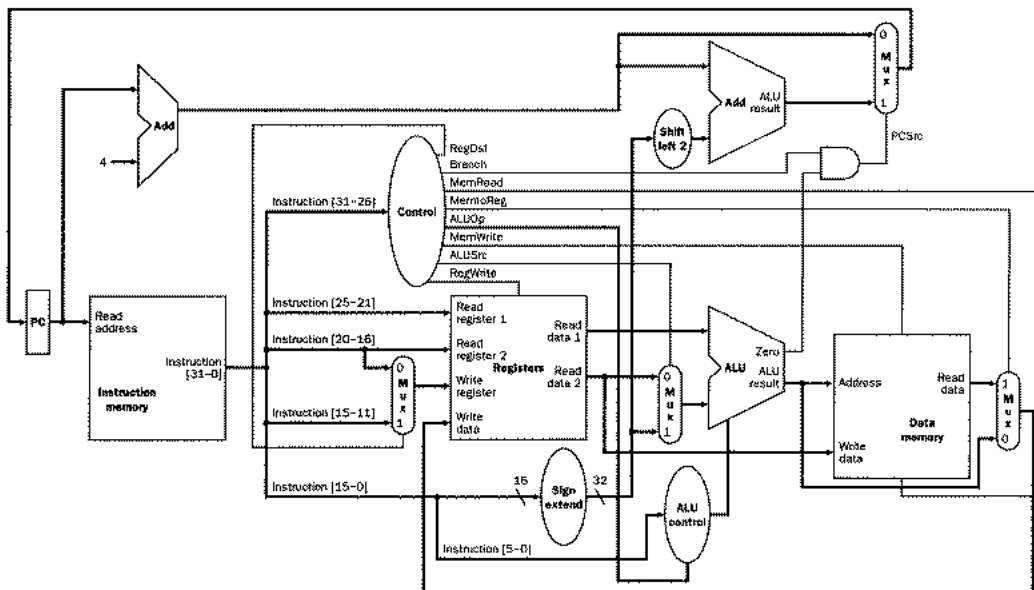 0
M
u
x
1
Add
ALU
result
Add
Shift
left 2
PCSrc
4
RegDst
Branch
MemRead
MemtoReg
ALUOp
MemWrite
ALUSrc
RegWrite
Instruction [31–26]
Control
PC
Read
address
Instruction
[31–0]
Instruction
memory
Instruction [25–21]
Instruction [20–16]
Instruction [15–11]
Instruction [15–0]
Instruction [5–0]
0
M
u
x
1
Read
register 1
Read
register 2
Write
register
Write
data
Registers
Read
data 1
Read
data 2
0
M
u
x
1
Zero
ALU
ALU
result
Address
Write
data
Read
data
Data
memory
1
M
u
x
0
16
Sign
extend
32
ALU
control